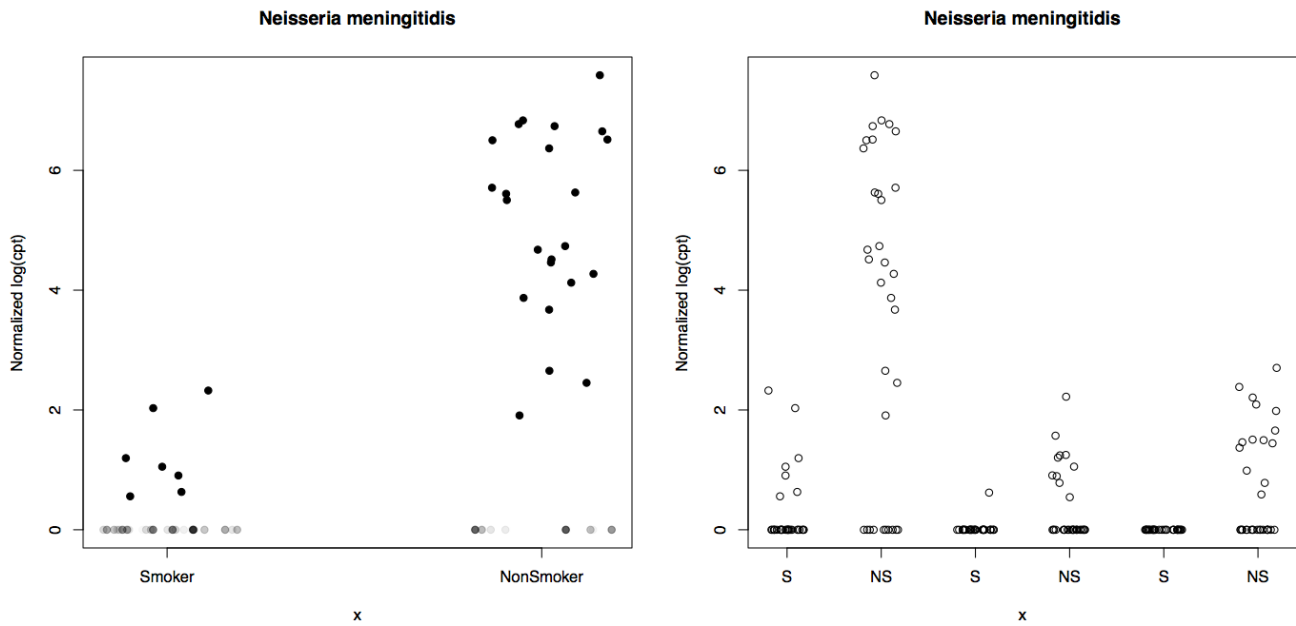 Neisseria meningitidis
Normalized log(cpt)
6
4
2
0
Smoker
NonSmoker
x
Neisseria meningitidis
Normalized log(cpt)
6
4
2
0
S
NS
S
NS
S
NS
x